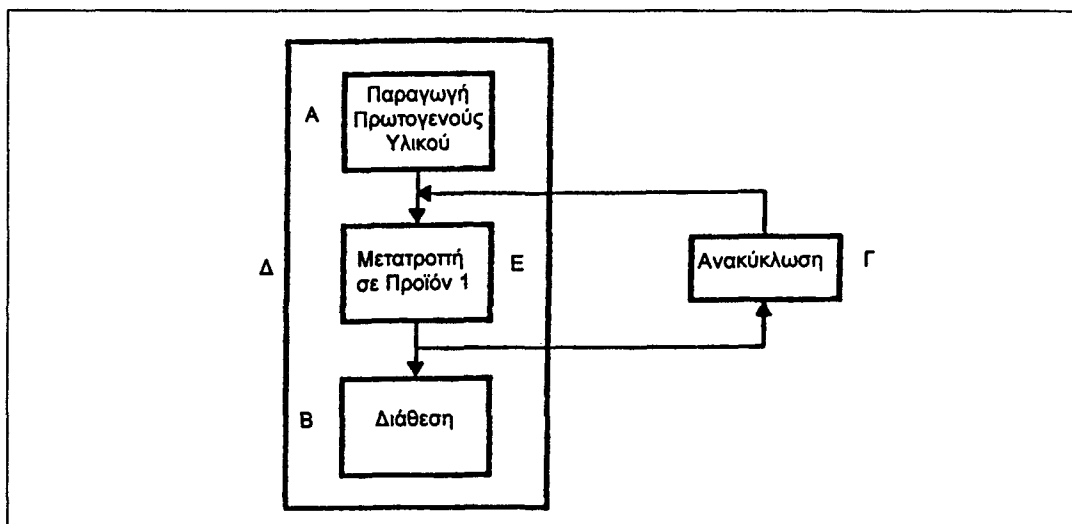 Παραγωγή
Πρωτογενούς
Υλικού
Α
Μετατροπή
σε Προϊόν 1
Ε
Δ
Ανακύκλωση
Γ
Β
Διάθεση